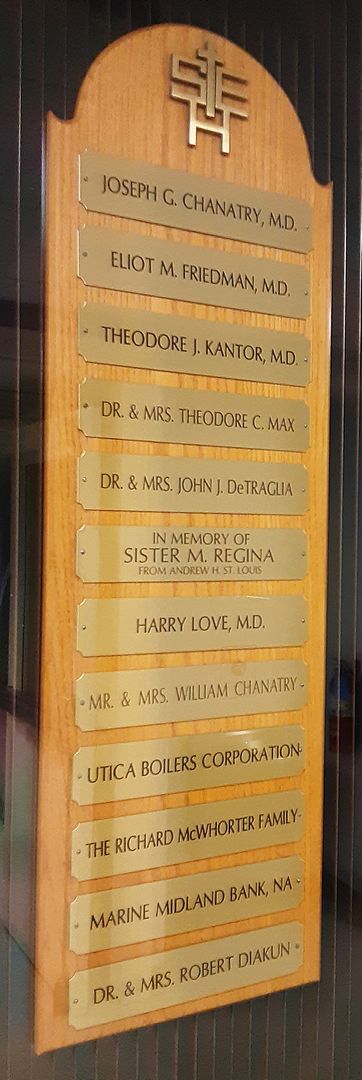 SEH
JOSEPH G. CHANATRY, M.D.
ELIOT M. FRIEDMAN, M.D.
THEODORE J. KANTOR, M.D.
DR. & MRS. THEODORE C. MAX
DR. & MRS. JOHN J. DeTRAGLIA
IN MEMORY OF
SISTER M. REGINA
FROM ANDREW H. ST. LOUIS
HARRY LOVE, M.D.
MR. & MRS. WILLIAM CHANATRY
UTICA BOILERS CORPORATION
THE RICHARD McWHORTER FAMILY
MARINE MIDLAND BANK, NA
DR. & MRS. ROBERT DIAKUN